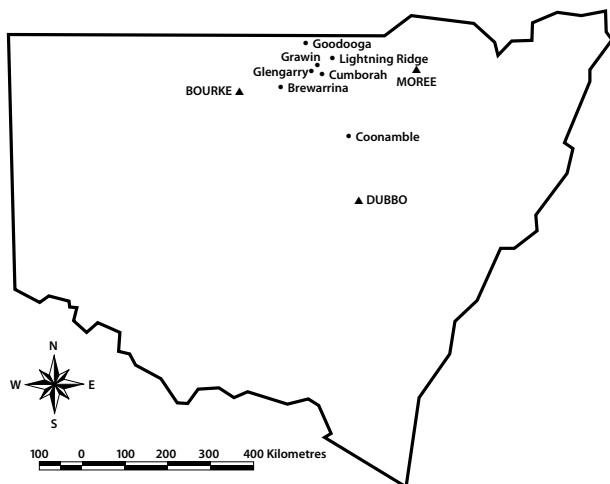 Goodooga
Grawin
Lightning Ridge
Glengarry
Cumborah
MOREE
BOURKE
Brewarrina
Coonamble
DUBBO
N
W E
S
100 0 100 200 300 400 Kilometres